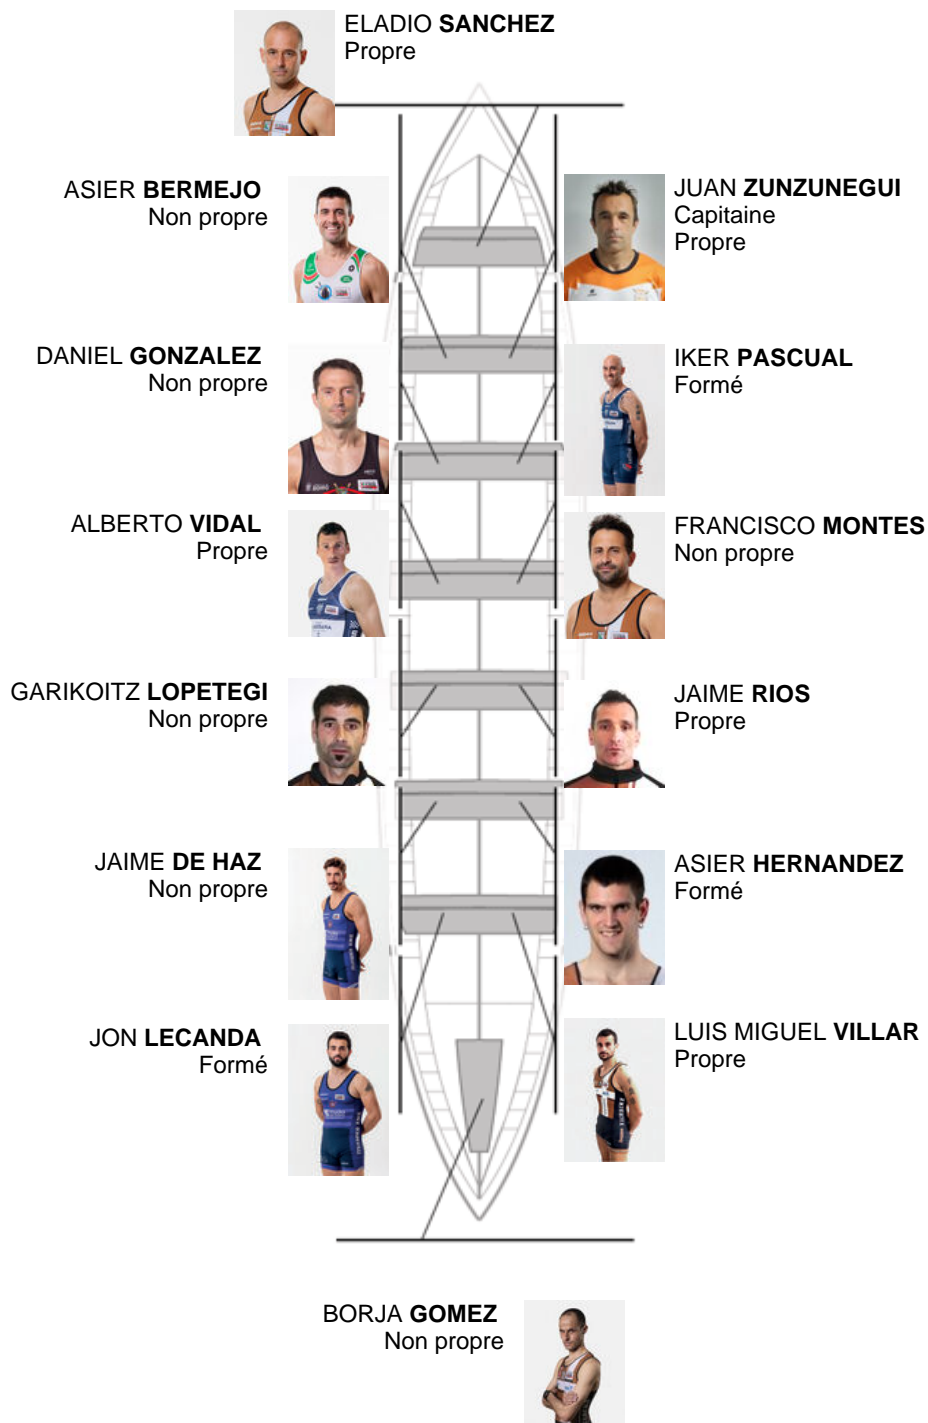 ELADIO SANCHEZ
Propre
ASIER BERMEJO
Non propre
JUAN ZUNZUNEGUI
Capitaine
Propre
DANIEL GONZALEZ
Non propre
IKER PASCUAL
Formé
ALBERTO VIDAL
Propre
FRANCISCO MONTES
Non propre
GARIKOITZ LOPETEGI
Non propre
JAIME RIOS
Propre
JAIME DE HAZ
Non propre
ASIER HERNANDEZ
Formé
JON LECANDA
Formé
LUIS MIGUEL VILLAR
Propre
BORJA GOMEZ
Non propre